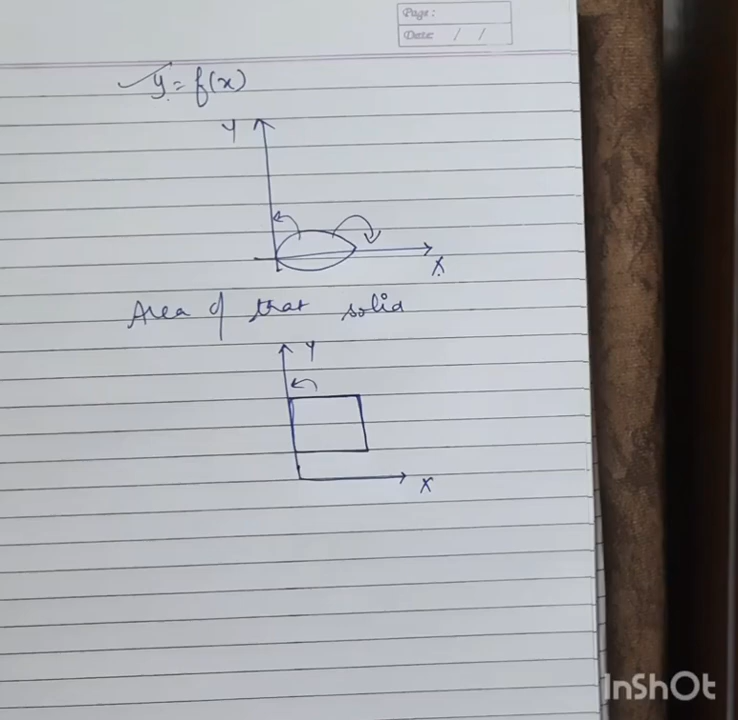 Page:
Date: / /
y = f(x)
Y
X
Area of that solid
Y
X
InShOt